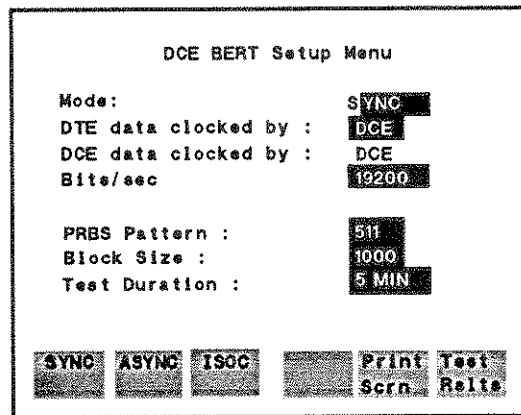 DCE BERT Setup Menu
Mode: SYNC
DTE data clocked by : DCE
DCE data clocked by : DCE
Bits/sec 19200
PRBS Pattern : 511
Block Size : 1000
Test Duration : 5 MIN
SYNC ASYNC ISOC Print Test
Scrn Rslts